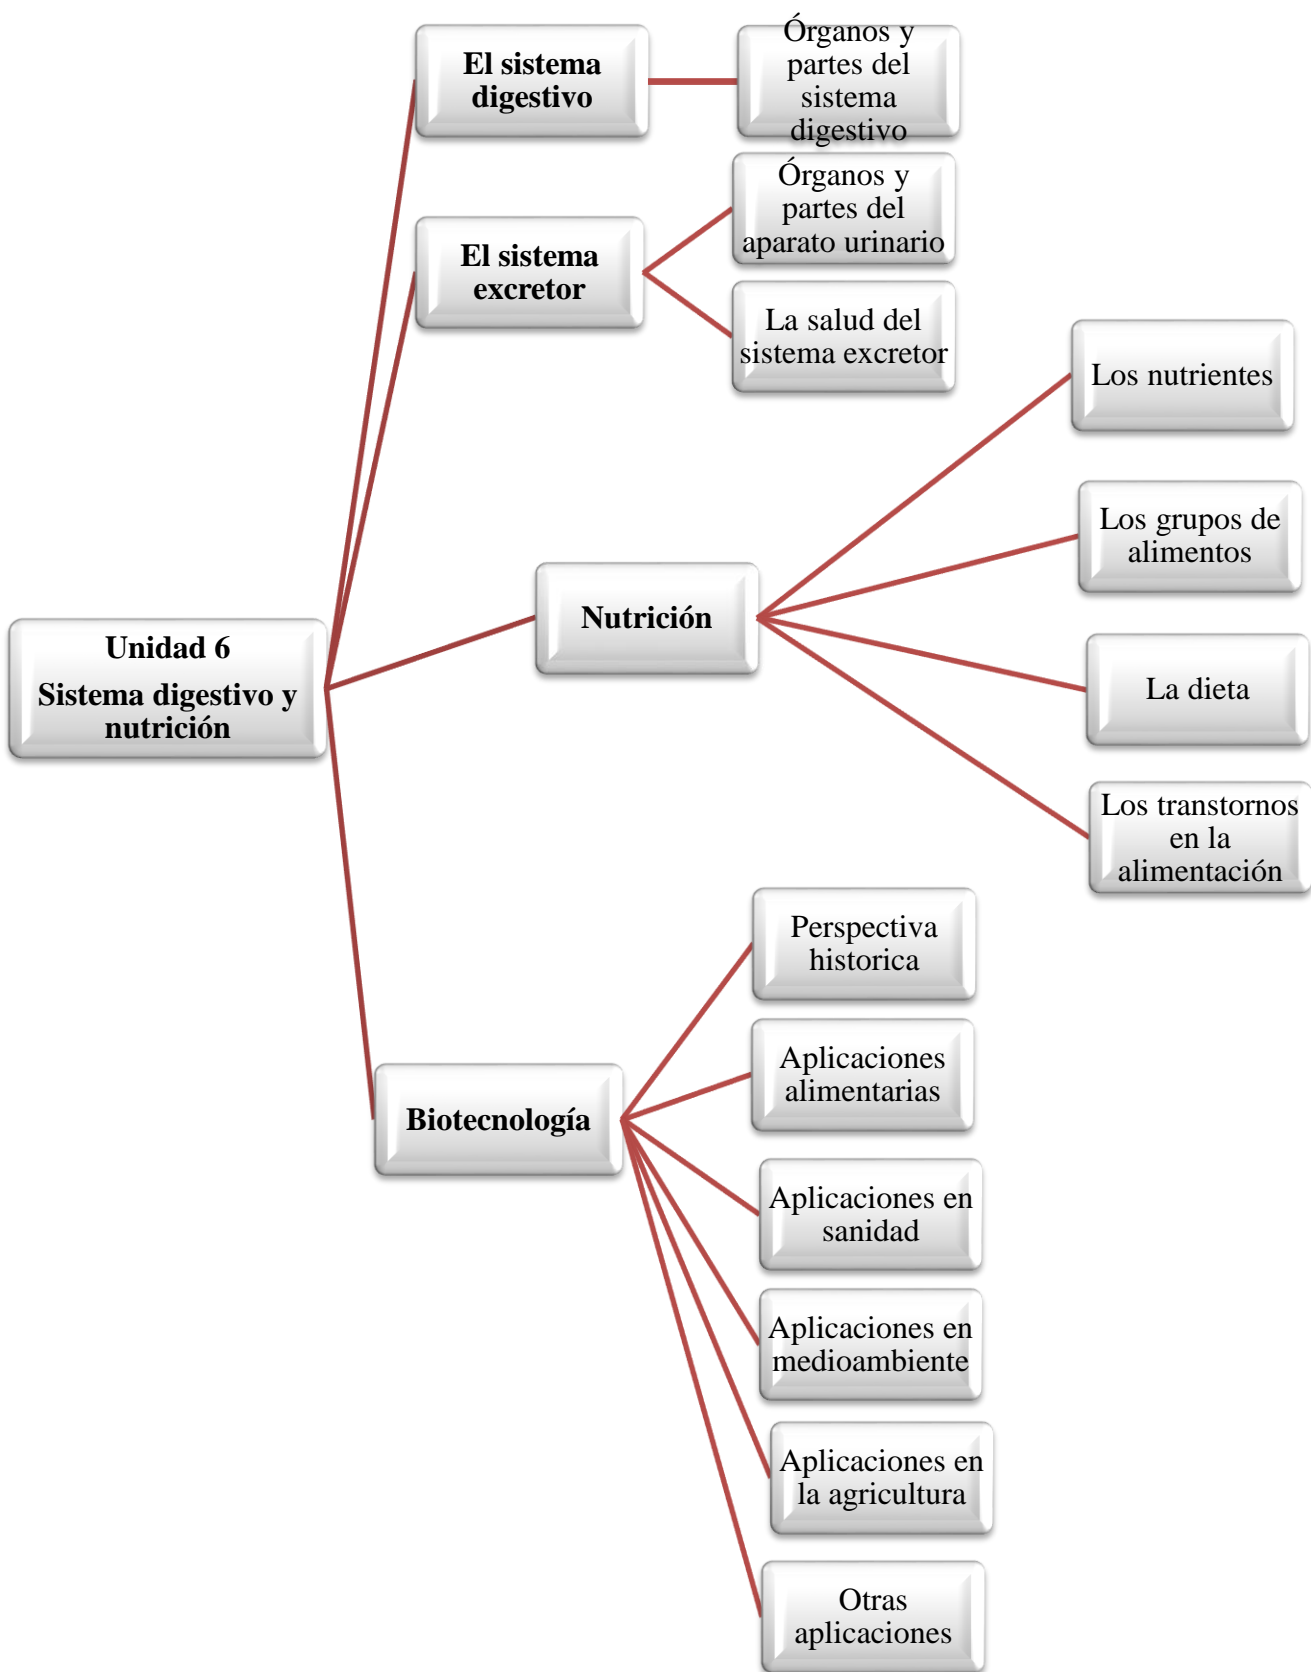 El sistema
digestivo
Órganos y
partes del
sistema
digestivo
El sistema
excretor
Órganos y
partes del
aparato urinario
La salud del
sistema excretor
Unidad 6
Sistema digestivo y
nutrición
Nutrición
Los nutrientes
Los grupos de
alimentos
La dieta
Los transtornos
en la
alimentación
Biotecnología
Perspectiva
historica
Aplicaciones
alimentarias
Aplicaciones en
sanidad
Aplicaciones en
medioambiente
Aplicaciones en
la agricultura
Otras
aplicaciones